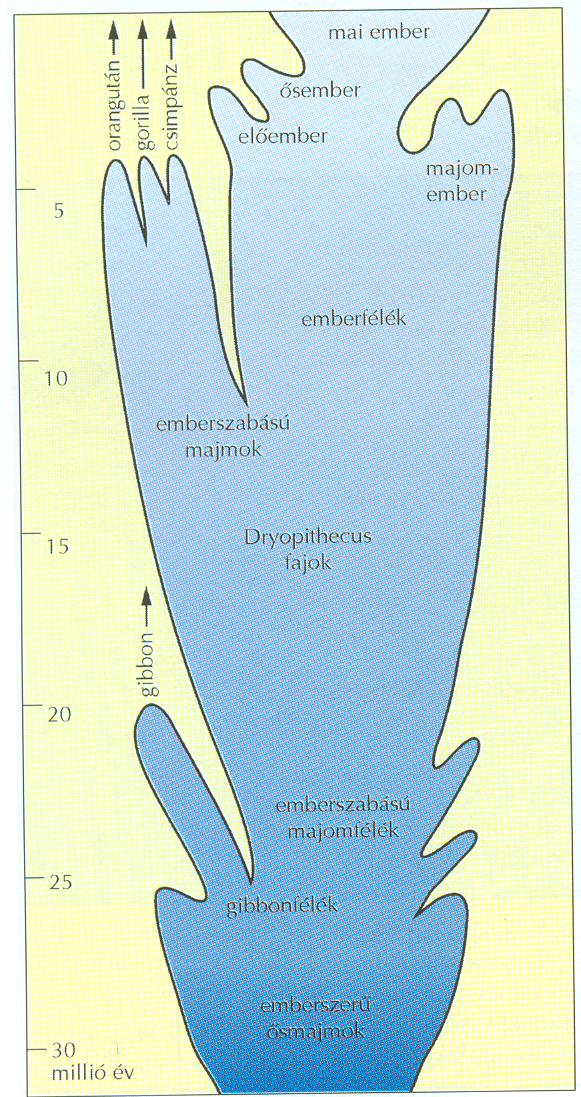 mai ember
orangután
gorilla
csimpánz
ősember
előember
majom-
ember
5
emberfélék
10
emberszabású
majmok
Dryopithecus
fajok
15
gibbon
20
emberszabású
majomfélék
25
gibbonfélék
emberszerű
ősmajmok
30
millió év